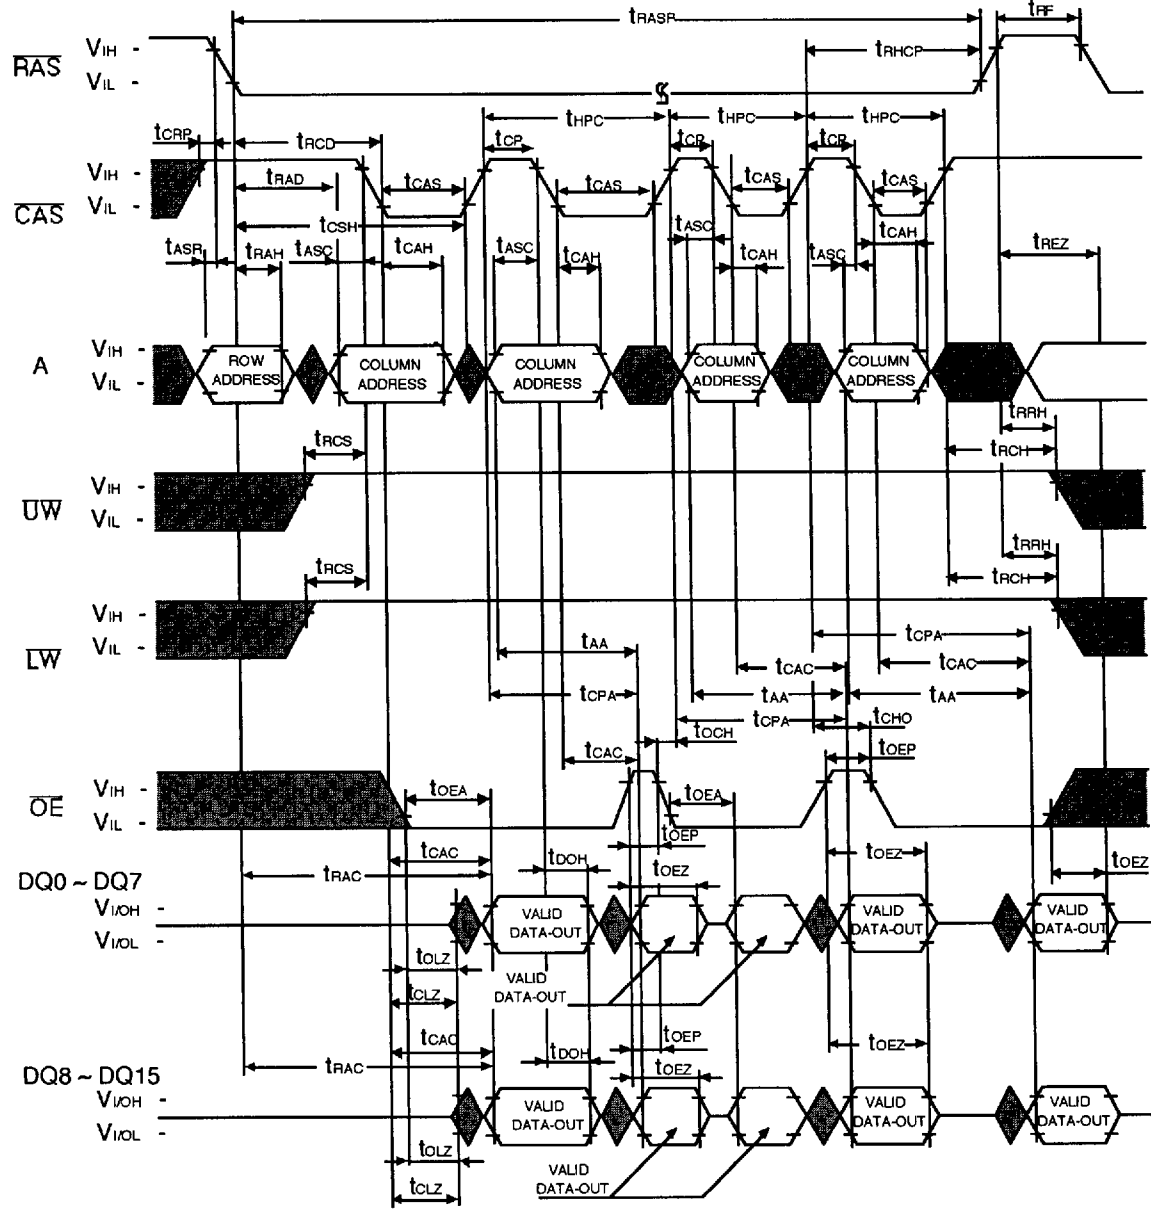 tRASP tRF
VIH -
RAS
tRHCP
VIL -
tHPC tHPC tHPC
tCRP tRCD tCP tCP tCP
VIH -
tRAD tCAS tCAS tCAS tCAS
VIL -
CAS
tCSH
tASR tRAH tASC tCAH tASC tCAH tASC tCAH tASC tCAH tREZ
VIH -
A
ROW ADDRESS COLUMN ADDRESS COLUMN ADDRESS COLUMN ADDRESS COLUMN ADDRESS
VIL -
tRRH
tRCS tRCH
VIH -
UW
VIL -
tRRH
tRCS tRCH
VIH -
LW
VIL -
tCPA
tAA tCAC tCAC
tCPA tAA tAA
tCPA tCHO
tOCH
tCAC tOEP
VIH -
OE
tOEA tOEA
VIL -
tOEP
tCAC tDOH tOEZ tOEZ tOEZ
tRAC
DQ0 ~ DQ7
VI/OH -
VALID DATA-OUT VALID DATA-OUT VALID DATA-OUT
VI/OL -
tOLZ
VALID
DATA-OUT
tCLZ
tCAC tDOH tOEP tOEZ
tRAC tOEZ
DQ8 ~ DQ15
VI/OH -
VALID DATA-OUT VALID DATA-OUT VALID DATA-OUT
VI/OL -
tOLZ
VALID
DATA-OUT
tCLZ